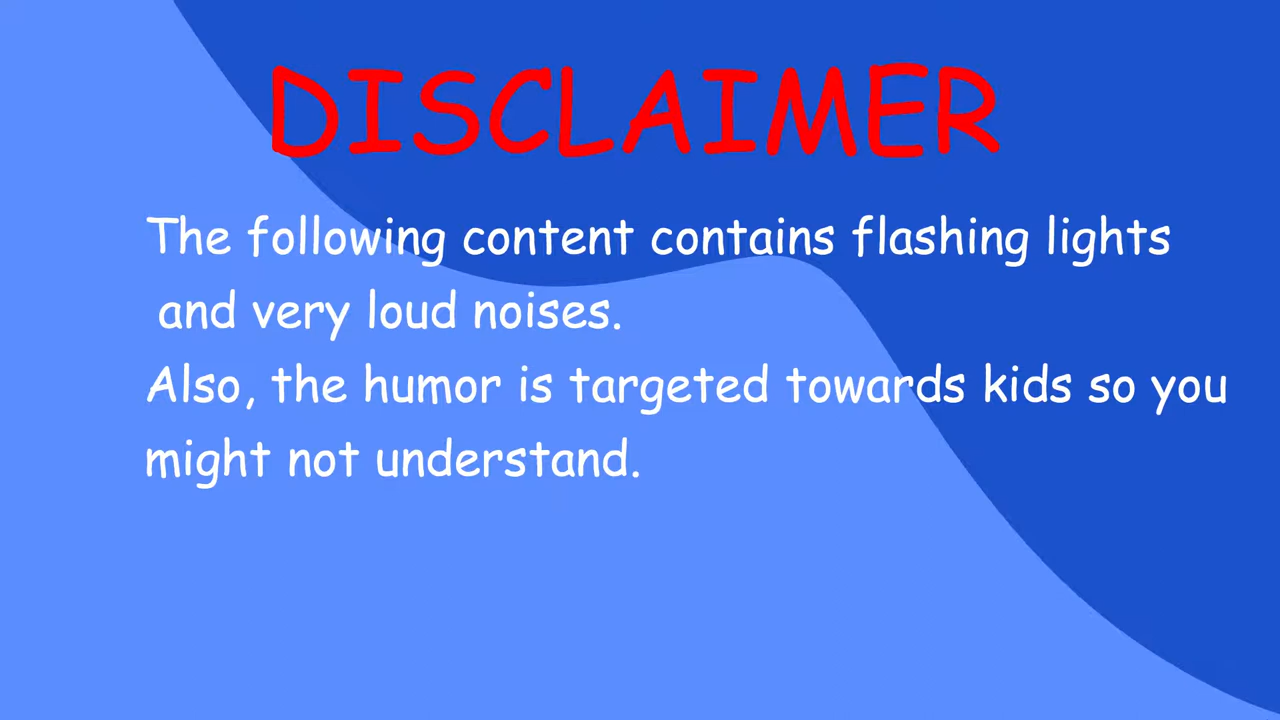 DISCLAIMER
The following content contains flashing lights
and very loud noises.
Also, the humor is targeted towards kids so you
might not understand.